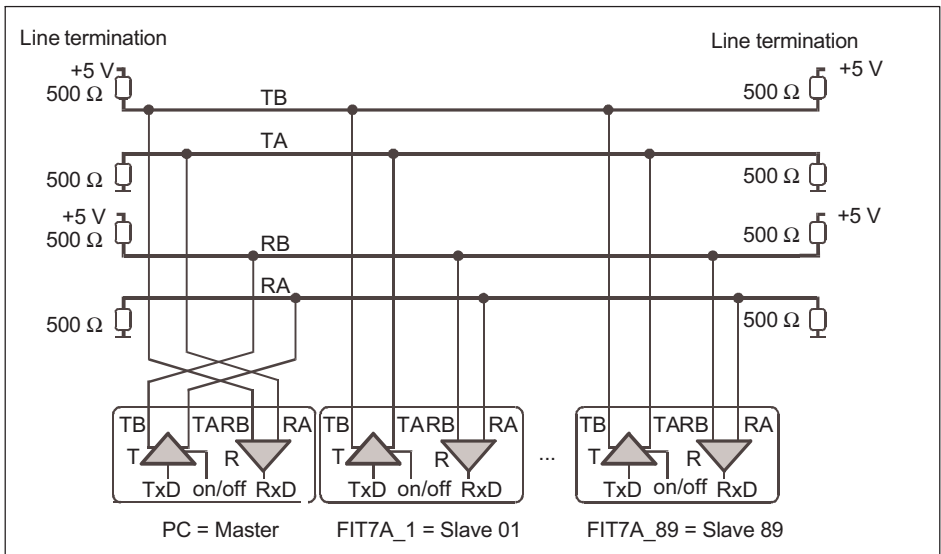 Line termination
Line termination
+5 V
+5 V
500 Ω
TB
500 Ω
TA
500 Ω
500 Ω
+5 V
+5 V
500 Ω
RB
500 Ω
RA
500 Ω
500 Ω
TB TARB RA TB TARB RA TB TARB RA
T R T R ... T R
TxD on/off RxD TxD on/off RxD TxD on/off RxD
PC = Master FIT7A_1 = Slave 01 FIT7A_89 = Slave 89